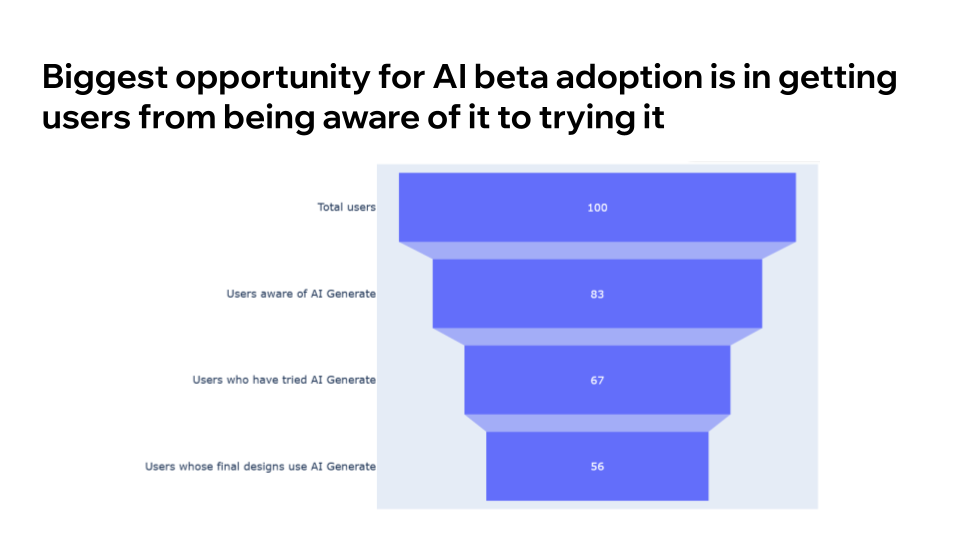 Biggest opportunity for AI beta adoption is in getting
users from being aware of it to trying it
Total users
100
Users aware of AI Generate
83
Users who have tried AI Generate
67
Users whose final designs use AI Generate
56